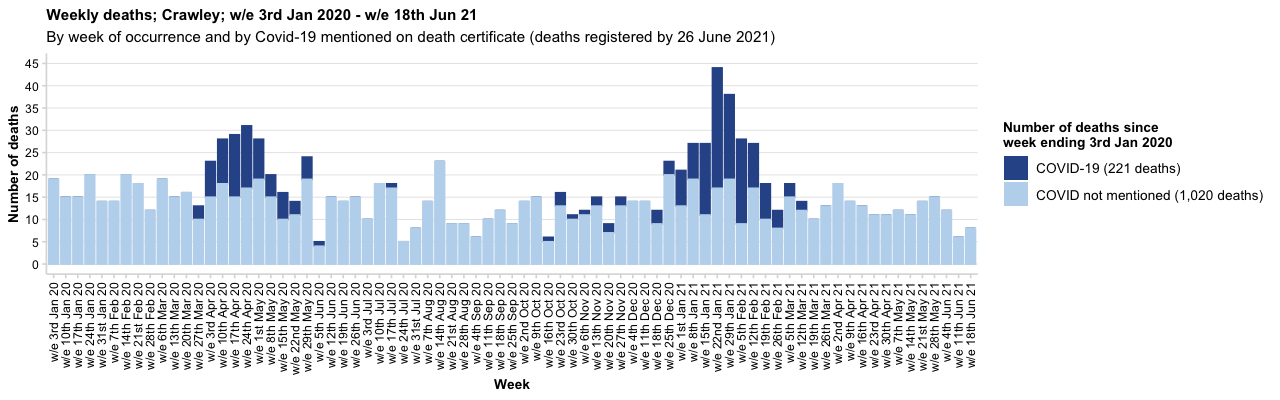 Weekly deaths; Crawley; w/e 3rd Jan 2020 - w/e 18th Jun 21
By week of occurrence and by Covid-19 mentioned on death certificate (deaths registered by 26 June 2021)
Number of deaths
45
40
35
30
25
20
15
10
5
0
w/e 3rd Jan 20
w/e 10th Jan 20
w/e 17th Jan 20
w/e 24th Jan 20
w/e 31st Jan 20
w/e 7th Feb 20
w/e 14th Feb 20
w/e 21st Feb 20
w/e 28th Feb 20
w/e 6th Mar 20
w/e 13th Mar 20
w/e 20th Mar 20
w/e 27th Mar 20
w/e 3rd Apr 20
w/e 10th Apr 20
w/e 17th Apr 20
w/e 24th Apr 20
w/e 1st May 20
w/e 8th May 20
w/e 15th May 20
w/e 22nd May 20
w/e 29th May 20
w/e 5th Jun 20
w/e 12th Jun 20
w/e 19th Jun 20
w/e 26th Jun 20
w/e 3rd Jul 20
w/e 10th Jul 20
w/e 17th Jul 20
w/e 24th Jul 20
w/e 31st Jul 20
w/e 7th Aug 20
w/e 14th Aug 20
w/e 21st Aug 20
w/e 28th Aug 20
w/e 4th Sep 20
w/e 11th Sep 20
w/e 18th Sep 20
w/e 25th Sep 20
w/e 2nd Oct 20
w/e 9th Oct 20
w/e 16th Oct 20
w/e 23rd Oct 20
w/e 30th Oct 20
w/e 6th Nov 20
w/e 13th Nov 20
w/e 20th Nov 20
w/e 27th Nov 20
w/e 4th Dec 20
w/e 11th Dec 20
w/e 18th Dec 20
w/e 25th Dec 20
w/e 1st Jan 21
w/e 8th Jan 21
w/e 15th Jan 21
w/e 22nd Jan 21
w/e 29th Jan 21
w/e 5th Feb 21
w/e 12th Feb 21
w/e 19th Feb 21
w/e 26th Feb 21
w/e 5th Mar 21
w/e 12th Mar 21
w/e 19th Mar 21
w/e 26th Mar 21
w/e 2nd Apr 21
w/e 9th Apr 21
w/e 16th Apr 21
w/e 23rd Apr 21
w/e 30th Apr 21
w/e 7th May 21
w/e 14th May 21
w/e 21st May 21
w/e 28th May 21
w/e 4th Jun 21
w/e 11th Jun 21
w/e 18th Jun 21
Week
Number of deaths since
week ending 3rd Jan 2020
COVID-19 (221 deaths)
COVID not mentioned (1,020 deaths)